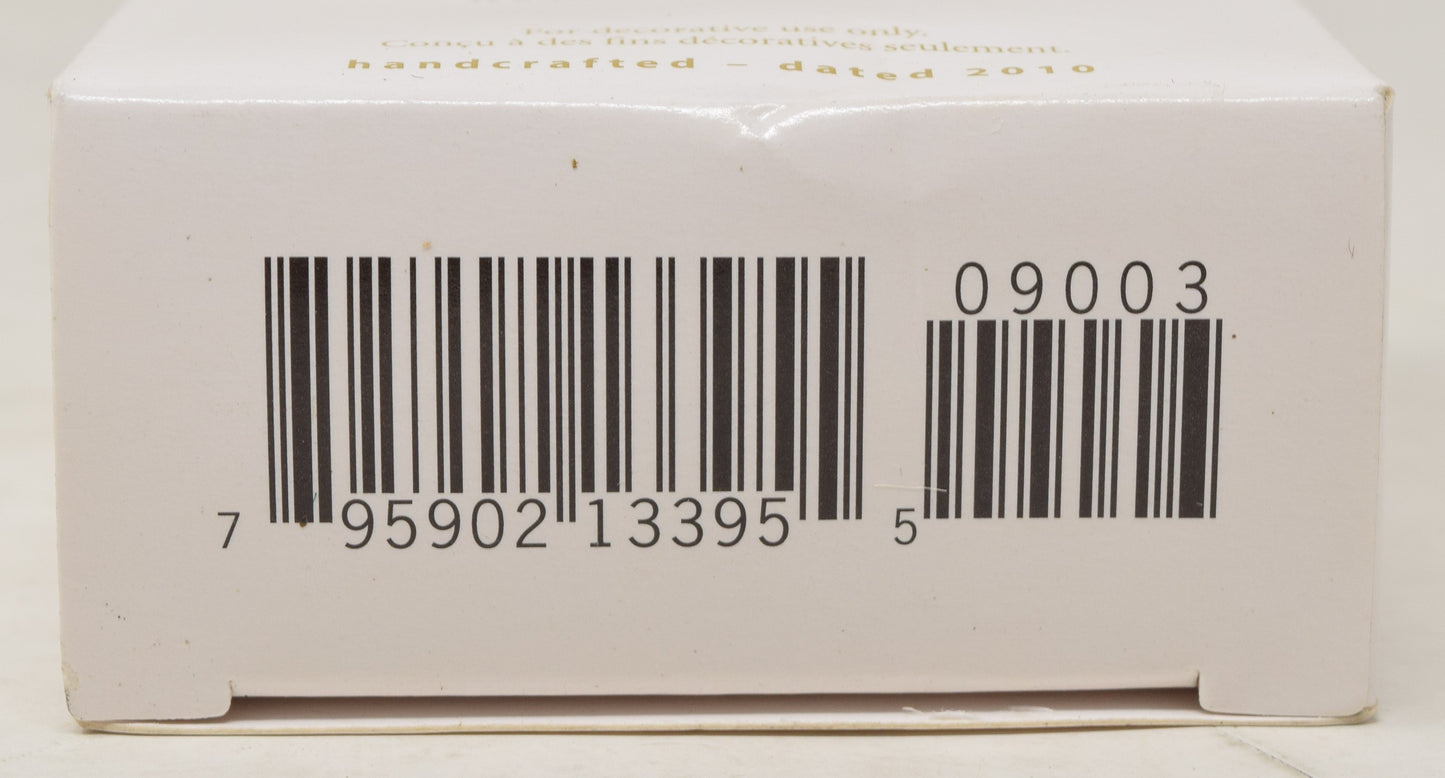 For decorative use only.
Conçu à des fins décoratives seulement.
handcrafted – dated 2010
09003
7 95902 13395 5